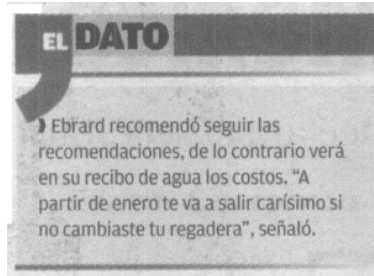 EL DATO
❩ Ebrard recomendó seguir las
recomendaciones, de lo contrario verá
en su recibo de agua los costos. “A
partir de enero te va a salir carísimo si
no cambiaste tu regadera”, señaló.